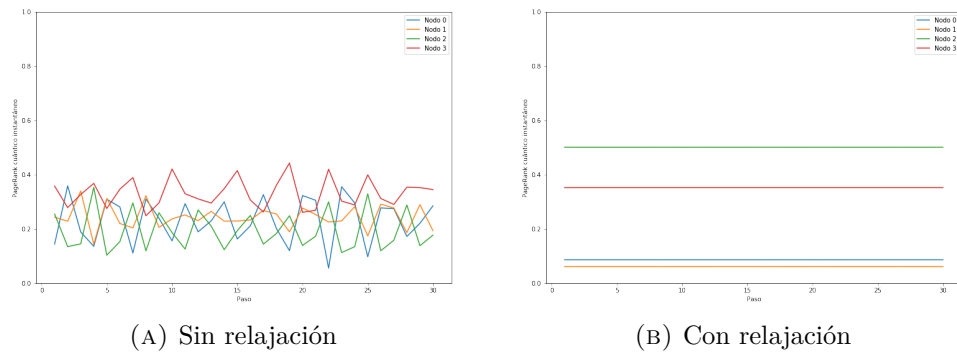 1.0
0.8
0.6
0.4
0.2
0.0
PageRank cuántico instantáneo
0 5 10 15 20 25 30
Paso
Nodo 0
Nodo 1
Nodo 2
Nodo 3
(A) Sin relajación
1.0
0.8
0.6
0.4
0.2
0.0
PageRank cuántico instantáneo
0 5 10 15 20 25 30
Paso
Nodo 0
Nodo 1
Nodo 2
Nodo 3
(B) Con relajación